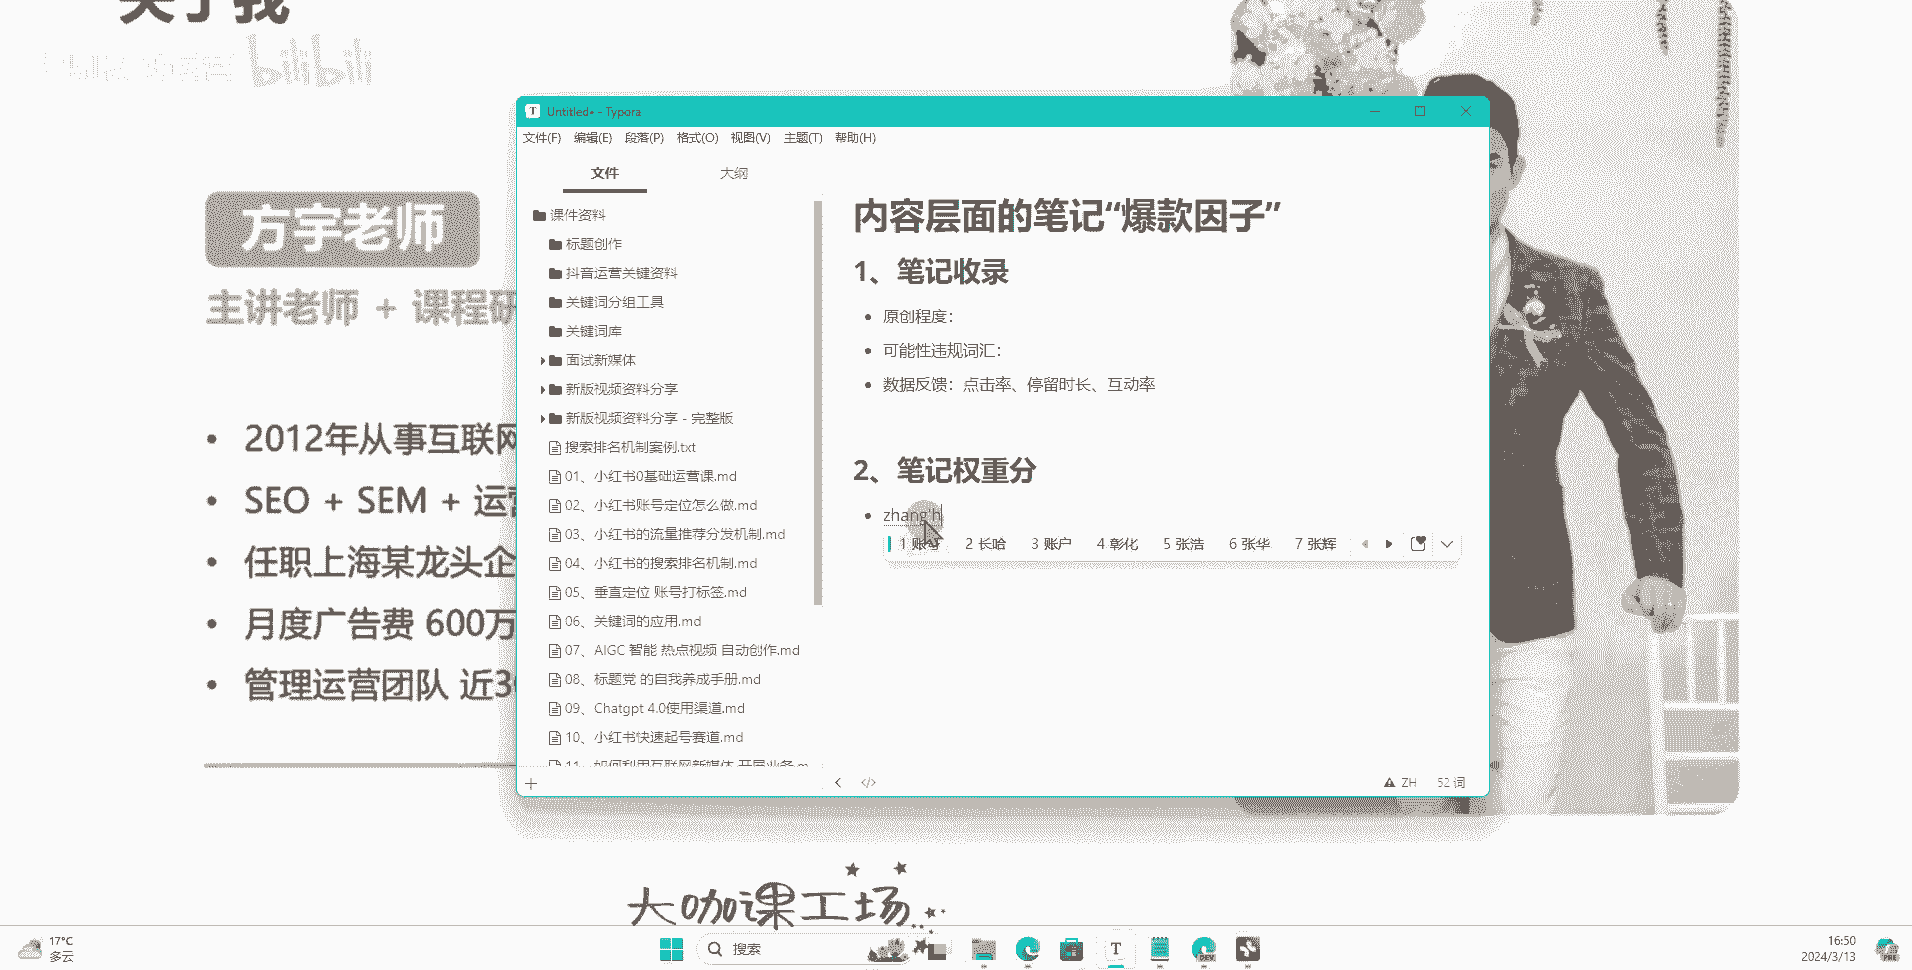 关于我
bilibili
方宇老师
主讲老师 + 课程研
2012年从事互联网
SEO + SEM + 运营
任职上海某龙头企
月度广告费 600万
管理运营团队 近3
Untitled• - Typora
文件(F) 编辑(E) 段落(P) 格式(O) 视图(V) 主题(T) 帮助(H)
文件 大纲
课件资料
标题创作
抖音运营关键资料
关键词分组工具
关键词库
面试新媒体
新版视频资料分享
新版视频资料分享 - 完整版
搜索排名机制案例.txt
01、小红书0基础运营课.md
02、小红书账号定位怎么做.md
03、小红书的流量推荐分发机制.md
04、小红书的搜索排名机制.md
05、垂直定位 账号打标签.md
06、关键词的应用.md
07、AIGC 智能 热点视频 自动创作.md
08、标题党 的自我养成手册.md
09、Chatgpt 4.0使用渠道.md
10、小红书快速起号赛道.md
11、如何利用互联网新媒体 开展业务.m
内容层面的笔记“爆款因子”
1、笔记收录
原创程度：
可能性违规词汇：
数据反馈：点击率、停留时长、互动率
2、笔记权重分
zhang'h
1 账号 2 长哈 3 账户 4 彰化 5 张浩 6 张华 7 张辉
</> ZH 52 词
大咖课工场
17°C
多云
搜索
16:50
2024/3/13